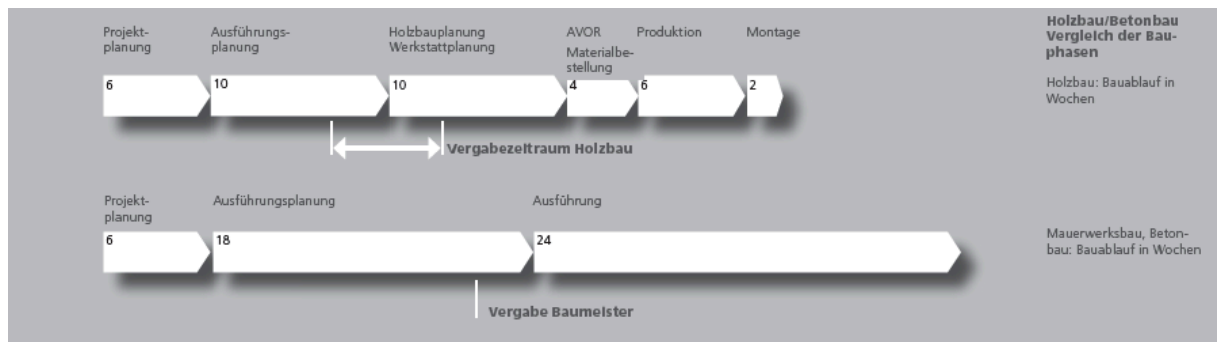 Projekt-
planung
Ausführungs-
planung
Holzbauplanung
Werkstattplanung
AVOR
Materialbe-
stellung
Produktion
Montage
6
10
10
4
6
2
Vergabezeitraum Holzbau
Holzbau/Betonbau
Vergleich der Bau-
phasen
Holzbau: Bauablauf in
Wochen
Projekt-
planung
Ausführungsplanung
Ausführung
6
18
24
Vergabe Baumeister
Mauerwerksbau, Beton-
bau: Bauablauf in Wochen